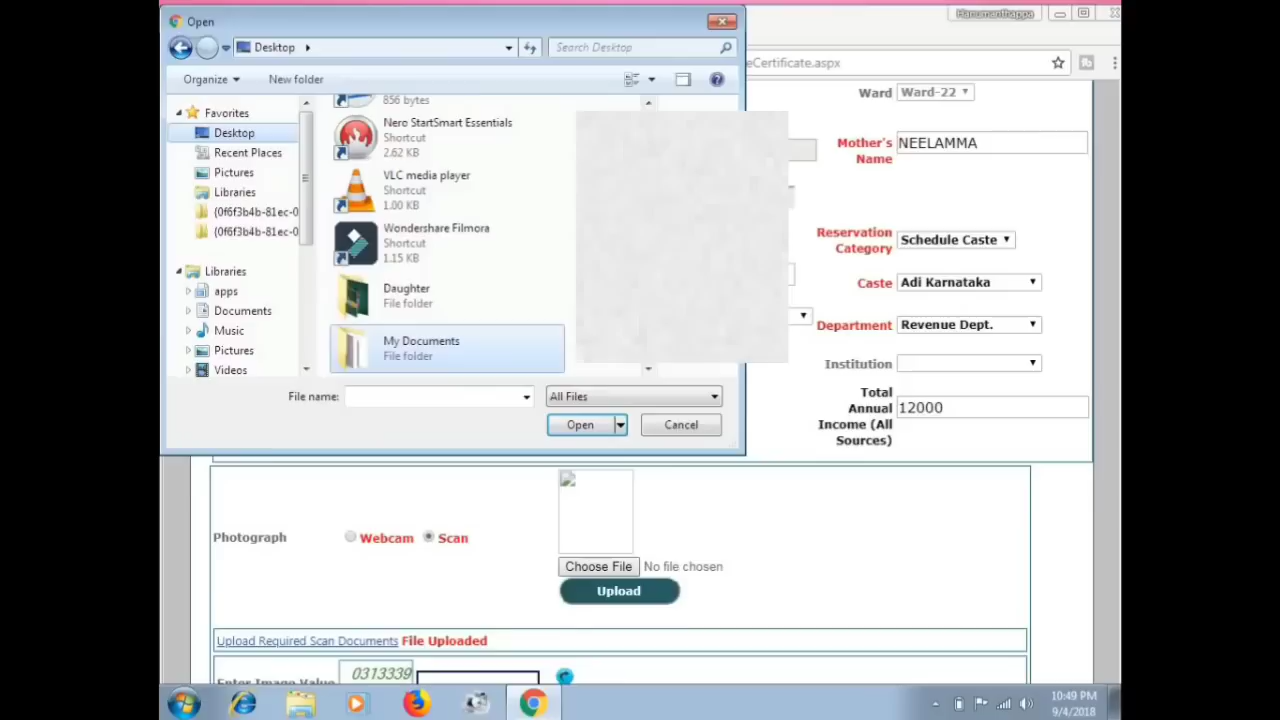 Open
Hanumanthappa
Desktop
Search Desktop
eCertificate.aspx
Organize
New folder
Ward
Ward-22
Favorites
Desktop
Recent Places
Pictures
Libraries
{0f6f3b4b-81ec-0
{0f6f3b4b-81ec-0
Libraries
apps
Documents
Music
Pictures
Videos
856 bytes
Nero StartSmart Essentials
Shortcut
2.62 KB
VLC media player
Shortcut
1.00 KB
Wondershare Filmora
Shortcut
1.15 KB
Daughter
File folder
My Documents
File folder
File name:
All Files
Open
Cancel
Mother's
Name
NEELAMMA
Reservation
Category
Schedule Caste
Caste
Adi Karnataka
Department
Revenue Dept.
Institution
Total
Annual
Income (All
Sources)
12000
Photograph
Webcam
Scan
Choose File No file chosen
Upload
Upload Required Scan Documents File Uploaded
Enter Image Value
0313339
10:49 PM
9/4/2018